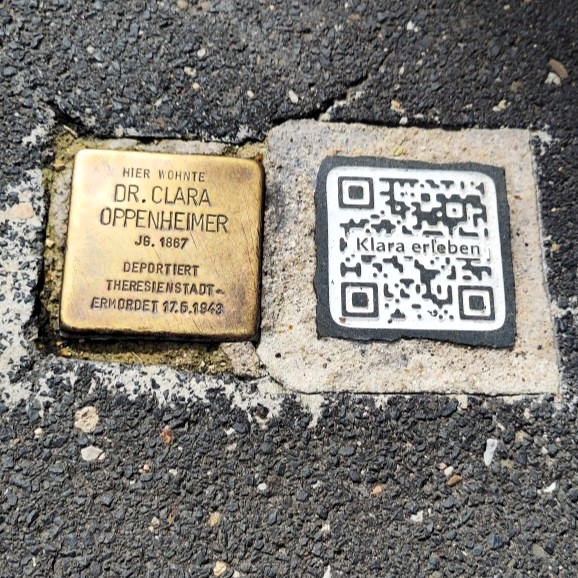 HIER WOHNTE
DR. CLARA
OPPENHEIMER
JG. 1867
DEPORTIERT
THERESIENSTADT
ERMORDET 17.5.1943
Klara erleben